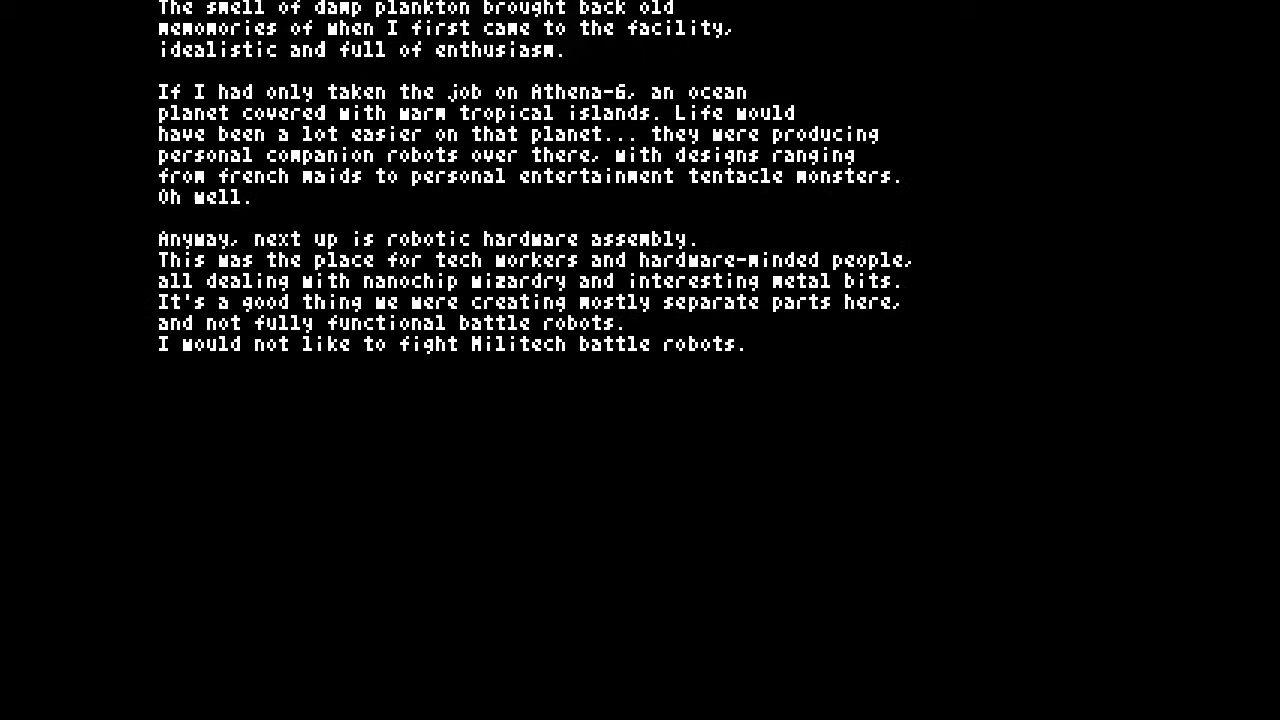 The smell of damp plankton brought back old
memomories of when I first came to the facility,
idealistic and full of enthusiasm.
If I had only taken the job on Athena-6, an ocean
planet covered with warm tropical islands. Life would
have been a lot easier on that planet... they were producing
personal companion robots over there, with designs ranging
from french maids to personal entertainment tentacle monsters.
Oh well.
Anyway, next up is robotic hardware assembly.
This was the place for tech workers and hardware-minded people,
all dealing with nanochip wizardry and interesting metal bits.
It's a good thing we were creating mostly separate parts here,
and not fully functional battle robots.
I would not like to fight Militech battle robots.